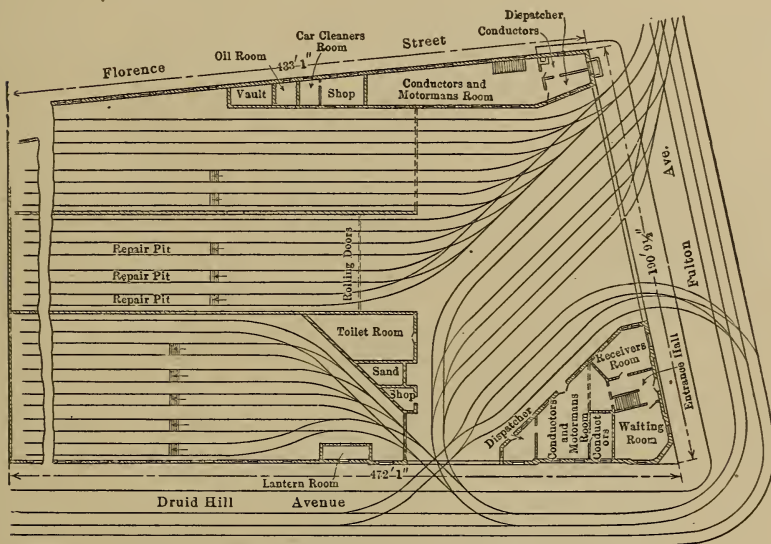 Dispatcher
Conductors
Car Cleaners
Room
Street
Oil Room
433'-1"
Florence
Vault
Shop
Conductors and
Motormans Room
Ave.
Fulton
190' 9½"
Repair Pit
Repair Pit
Repair Pit
Rolling Doors
Toilet Room
Sand
Shop
Receivers
Room
Entrance Hall
Dispatcher
Conductors
and
Motormans
Room
Conduct
ors
Waiting
Room
Lantern Room
472'-1"
Druid Hill Avenue